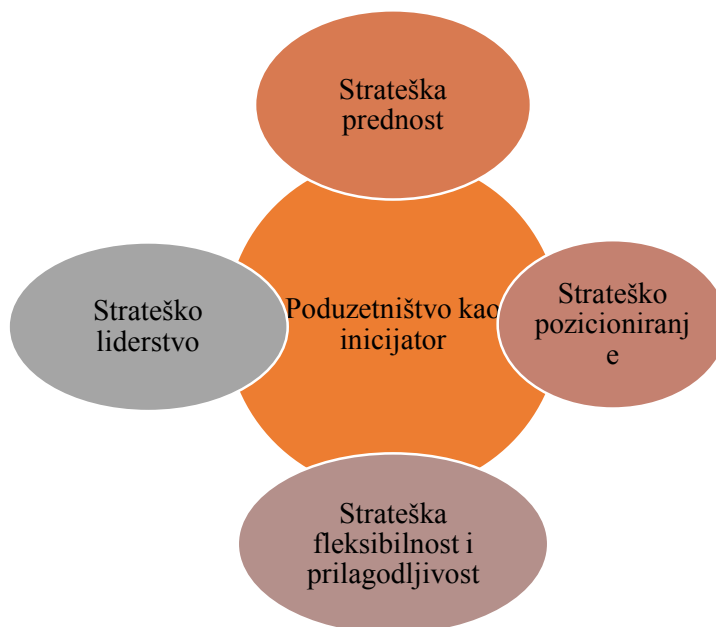 Strateška
prednost
Strateško
liderstvo
Poduzetništvo kao
inicijator
Strateško
pozicioniranj
e
Strateška
fleksibilnost i
prilagodljivost